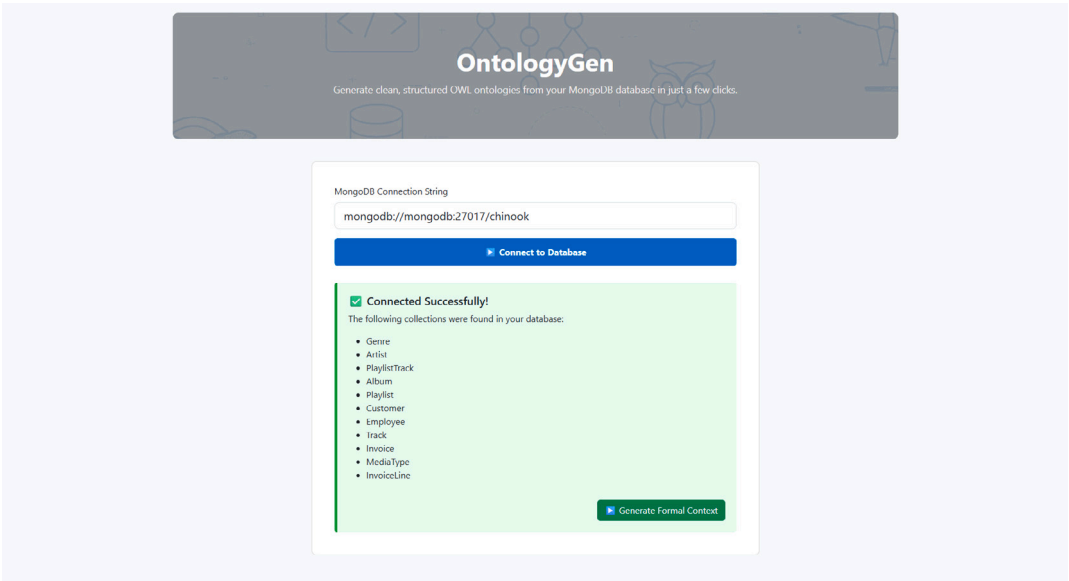 OntologyGen
Generate clean, structured OWL ontologies from your MongoDB database in just a few clicks.
MongoDB Connection String
mongodb://mongodb:27017/chinook
Connect to Database
Connected Successfully!
The following collections were found in your database:
• Genre
• Artist
• PlaylistTrack
• Album
• Playlist
• Customer
• Employee
• Track
• Invoice
• MediaType
• InvoiceLine
Generate Formal Context